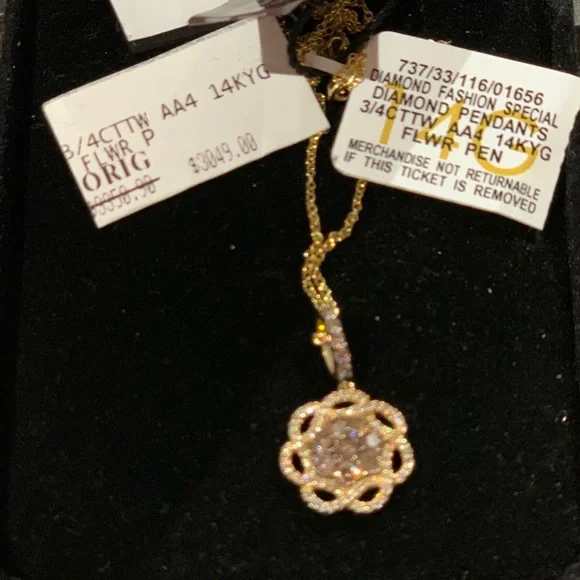 3/4CTTW AA4 14KYG
FLWR P
ORIG $3049.00
737/33/116/01656
DIAMOND FASHION SPECIAL
DIAMOND PENDANTS
3/4CTTW AA4 14KYG
FLWR PEN
MERCHANDISE NOT RETURNABLE
IF THIS TICKET IS REMOVED